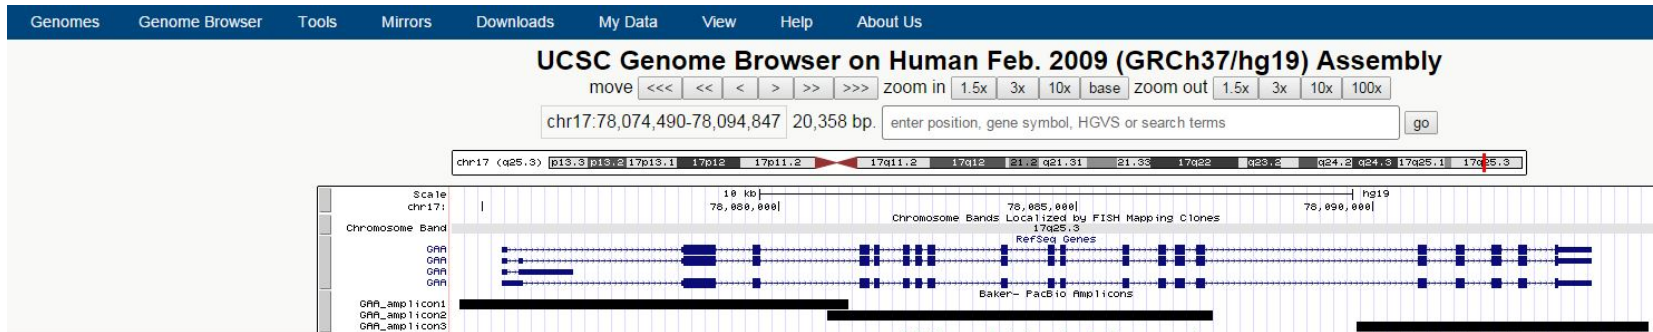 Genomes Genome Browser Tools Mirrors Downloads My Data View Help About Us
UCSC Genome Browser on Human Feb. 2009 (GRCh37/hg19) Assembly
move <<< << < > >> >>> zoom in 1.5x 3x 10x base zoom out 1.5x 3x 10x 100x
chr17:78,074,490-78,094,847 20,358 bp. enter position, gene symbol, HGVS or search terms go
chr17 (q25.3) p13.3 p13.2 17p13.1 17p12 17p11.2 17q11.2 17q12 21.2 q21.31 21.33 17q22 q23.2 q24.2 q24.3 17q25.1 17q25.3
Scale 10 kb hg19
chr17: 78,080,000 78,085,000 78,090,000
Chromosome Bands Localized by FISH Mapping Clones
Chromosome Band 17q25.3
RefSeq Genes
GAA
GAA
GAA
GAA
Baker- PacBio Amplicons
GAA_amplicon1
GAA_amplicon2
GAA_amplicon3